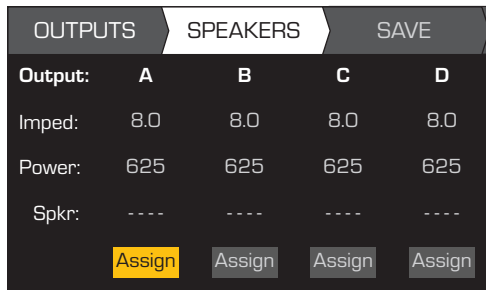 OUTPUTS SPEAKERS SAVE
Output: A B C D
Imped: 8.0 8.0 8.0 8.0
Power: 625 625 625 625
Spkr: ---- ---- ---- ----
Assign Assign Assign Assign